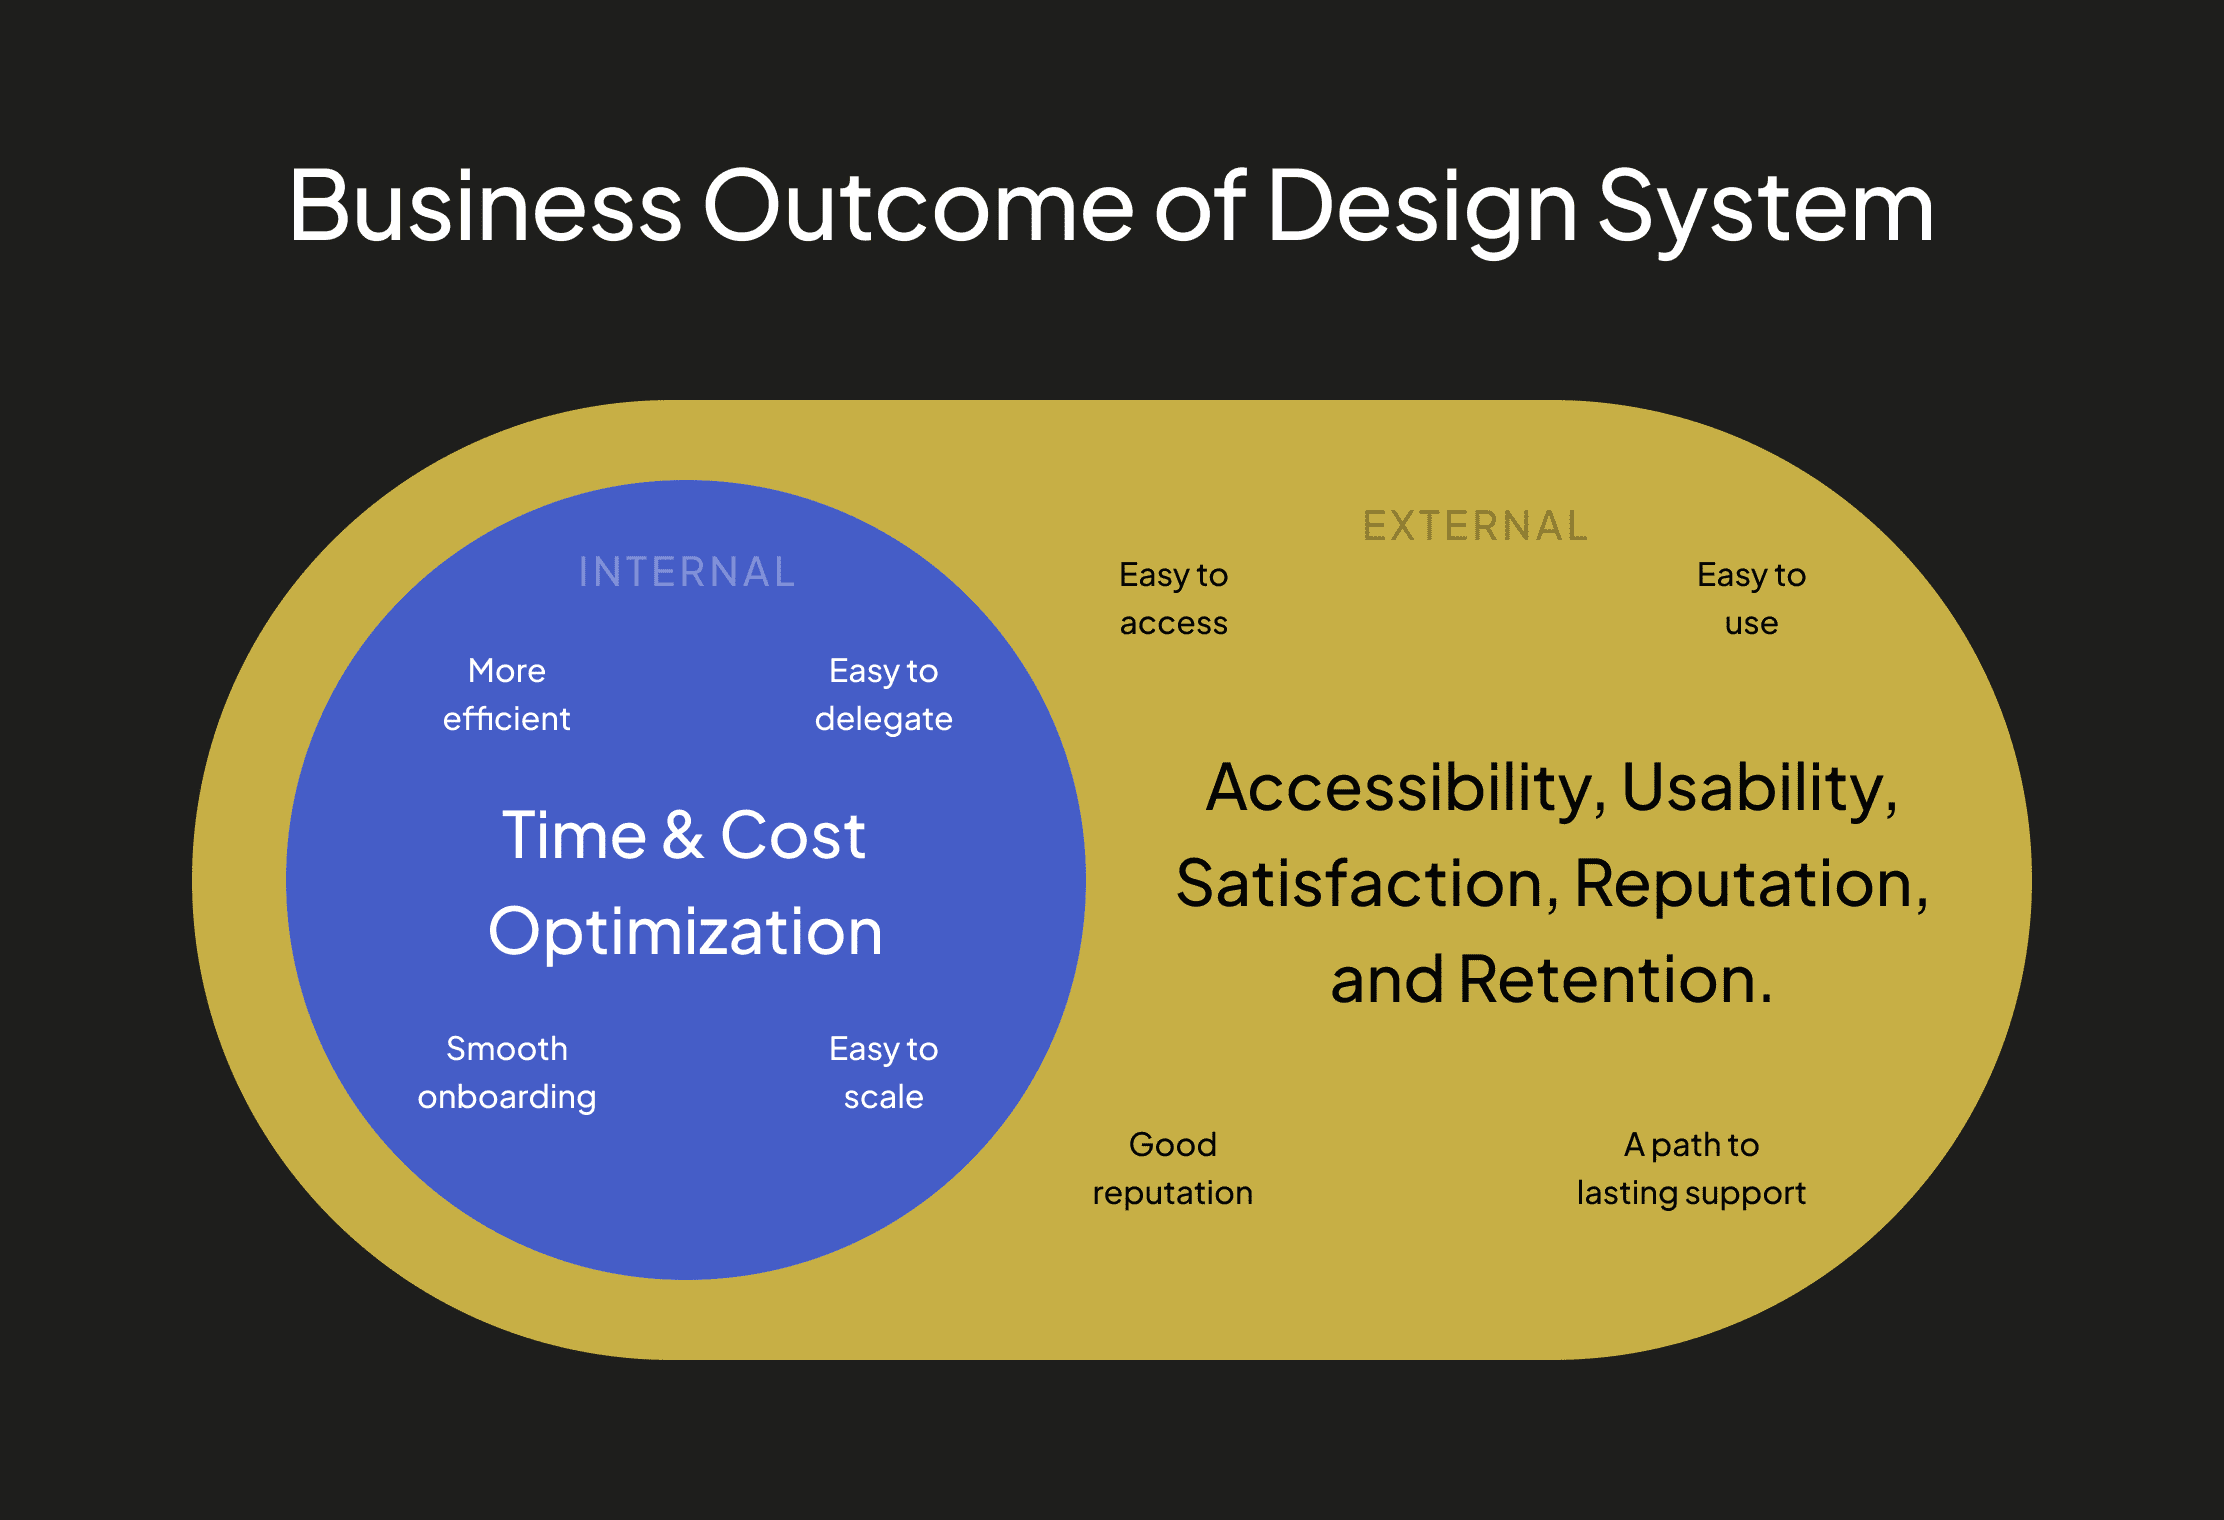 Business Outcome of Design System
INTERNAL
More
efficient
Easy to
delegate
Time & Cost
Optimization
Smooth
onboarding
Easy to
scale
EXTERNAL
Easy to
access
Easy to
use
Accessibility, Usability,
Satisfaction, Reputation,
and Retention.
Good
reputation
A path to
lasting support